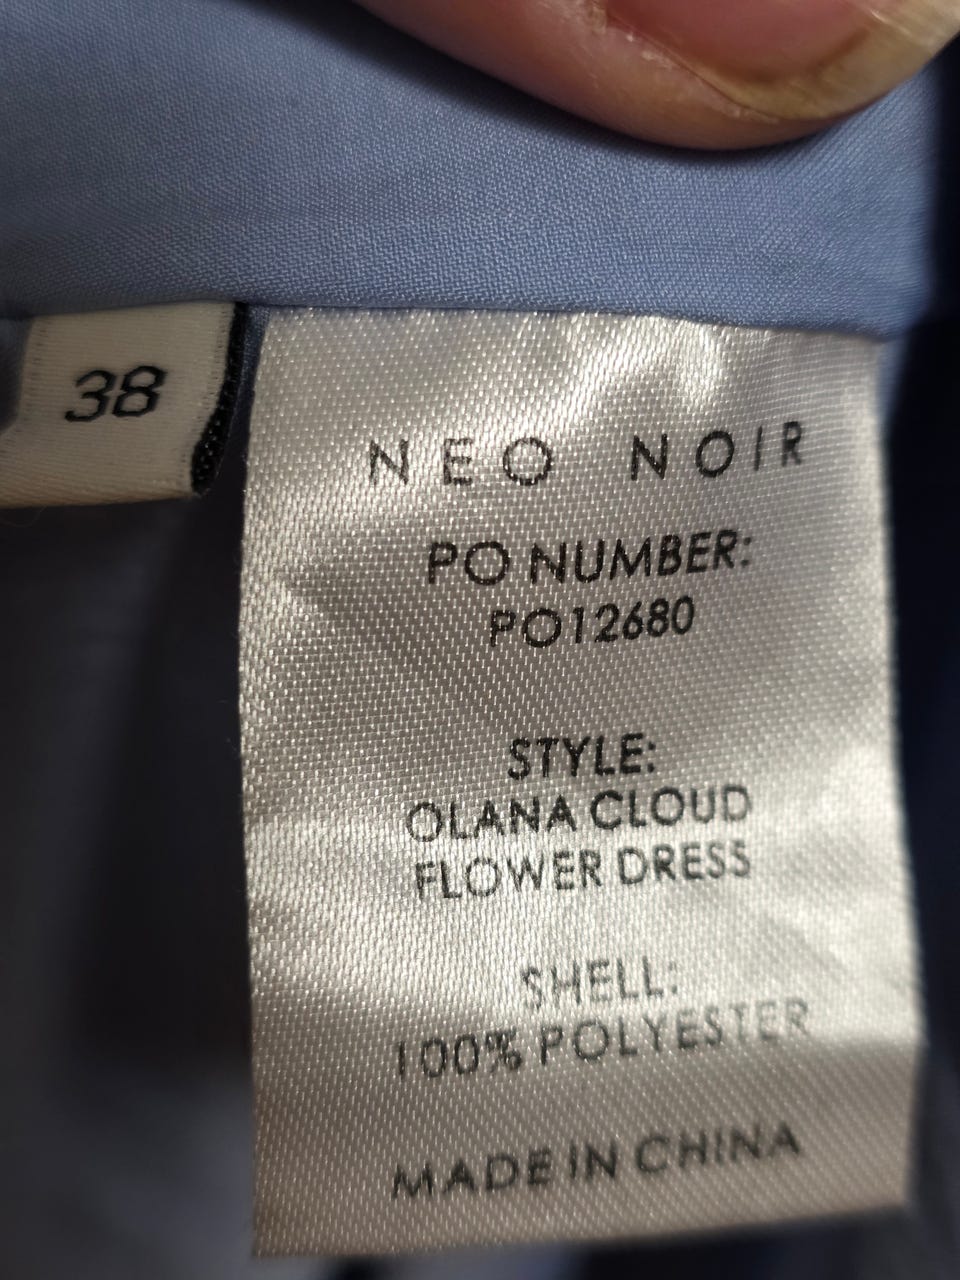 38
NEO NOIR
PO NUMBER:
PO12680
STYLE:
OLANA CLOUD
FLOWER DRESS
SHELL:
100% POLYESTER
MADE IN CHINA